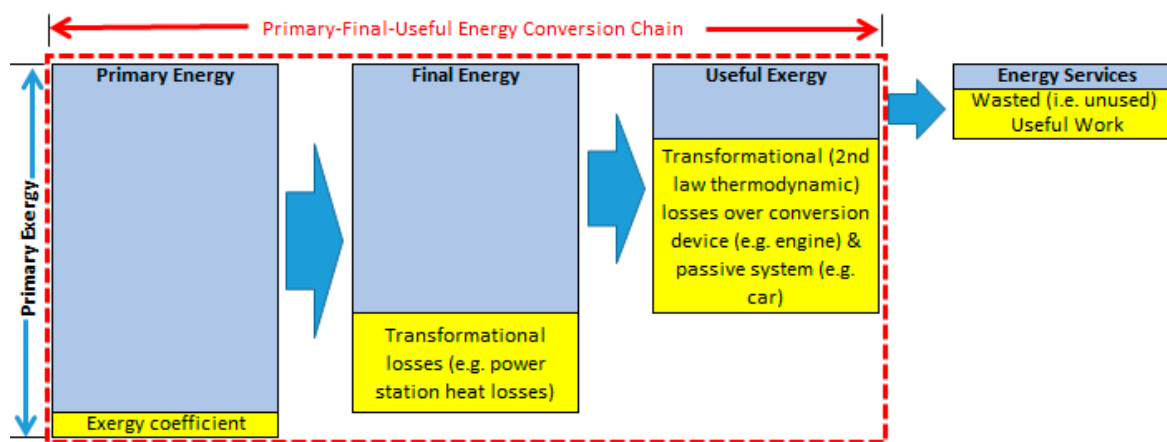 Primary-Final-Useful Energy Conversion Chain
Primary Exergy
Primary Energy
Exergy coefficient
Final Energy
Transformational
losses (e.g. power
station heat losses)
Useful Exergy
Transformational (2nd
law thermodynamic)
losses over conversion
device (e.g. engine) &
passive system (e.g.
car)
Energy Services
Wasted (i.e. unused)
Useful Work